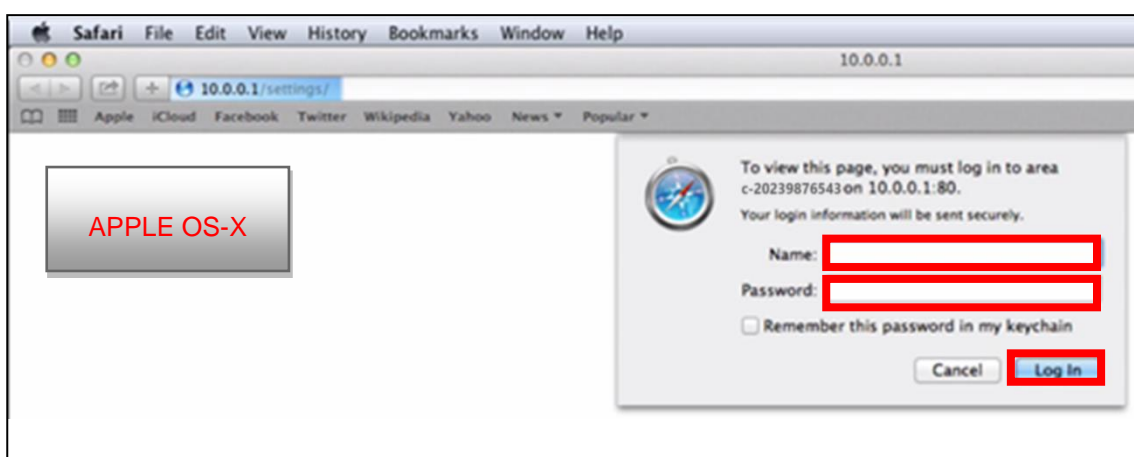 Safari File Edit View History Bookmarks Window Help
10.0.0.1
10.0.0.1/settings/
Apple iCloud Facebook Twitter Wikipedia Yahoo News Popular
APPLE OS-X
To view this page, you must log in to area
c-20239876543 on 10.0.0.1:80.
Your login information will be sent securely.
Name:
Password:
Remember this password in my keychain
Cancel Log In